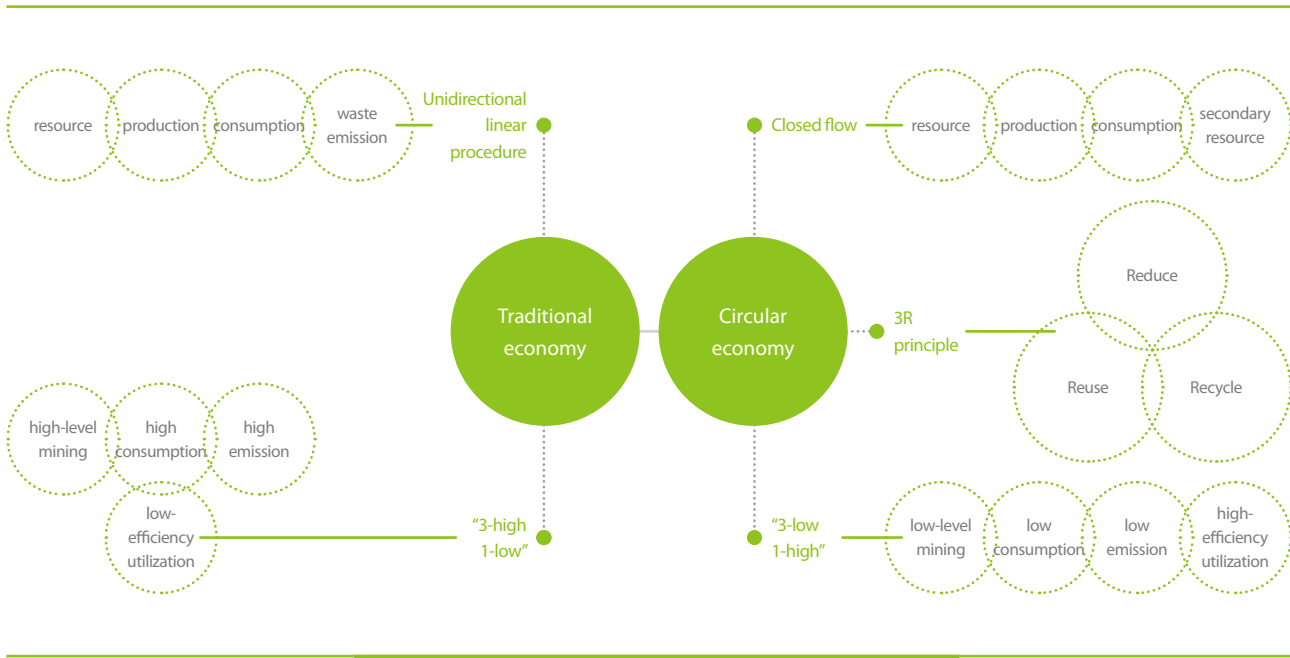 resource
production
consumption
waste
emission
Unidirectional
linear
procedure
Closed flow
resource
production
consumption
secondary
resource
Traditional
economy
Circular
economy
3R
principle
Reduce
Reuse
Recycle
high-level
mining
high
consumption
high
emission
low-
efficiency
utilization
“3-high
1-low”
“3-low
1-high”
low-level
mining
low
consumption
low
emission
high-
efficiency
utilization